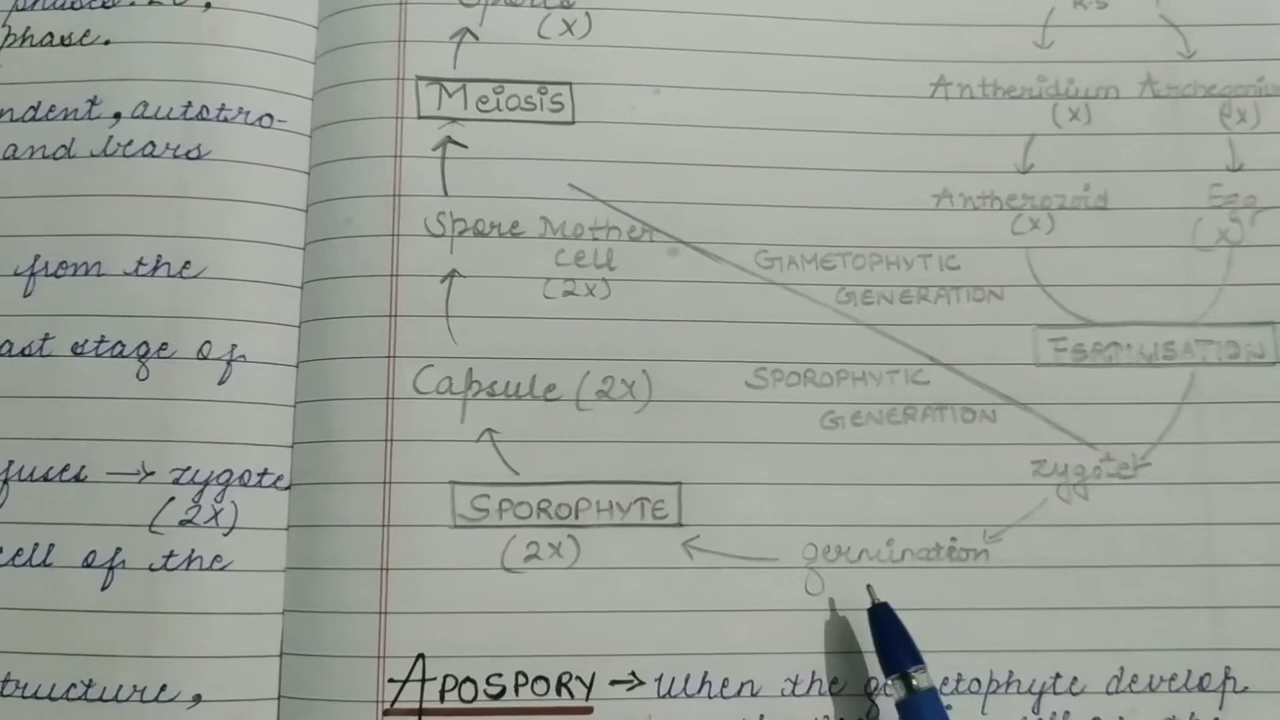 phase.
ndent, autotro-
and bears
from the
ast stage of
fuses → zygote
(2x)
cell of the
tructure,
(x)
Meiosis
Spore Mother
cell
(2x)
Capsule (2x)
SPOROPHYTE
(2x)
Antheridium
(x)
(x)
Antherozoid
(x)
Egg
(x)
GAMETOPHYTIC
GENERATION
FERTILISATION
SPOROPHYTIC
GENERATION
zygote
germination
APOSPORY → When the develop